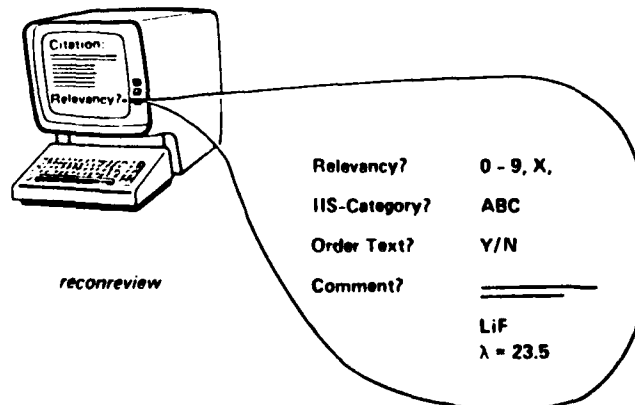 Citation:
Relevancy?
Relevancy? 0 - 9, X,
IIS-Category? ABC
Order Text? Y/N
Comment?
LiF
λ = 23.5
reconreview